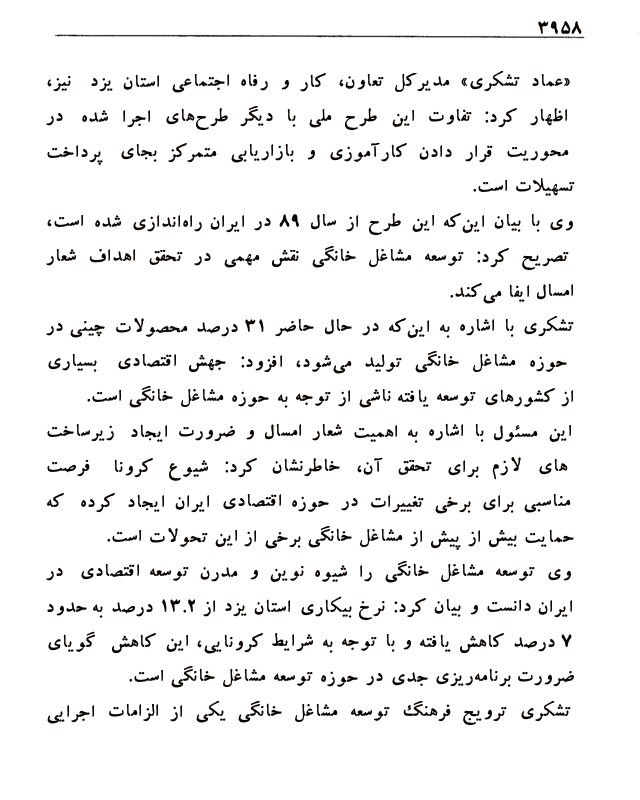 ۳۹۵۸
«عماد تشکری» مدیرکل تعاون، کار و رفاه اجتماعی استان یزد نیز،
اظهار کرد: تفاوت این طرح ملی با دیگر طرح‌های اجرا شده در
محوریت قرار دادن کارآموزی و بازاریابی متمرکز بجای پرداخت
تسهیلات است.
وی با بیان این‌که این طرح از سال ۸۹ در ایران راه‌اندازی شده است،
تصریح کرد: توسعه مشاغل خانگی نقش مهمی در تحقق اهداف شعار
امسال ایفا می‌کند.
تشکری با اشاره به این‌که در حال حاضر ۳۱ درصد محصولات چینی در
حوزه مشاغل خانگی تولید می‌شود، افزود: جهش اقتصادی بسیاری
از کشورهای توسعه یافته ناشی از توجه به حوزه مشاغل خانگی است.
این مسئول با اشاره به اهمیت شعار امسال و ضرورت ایجاد زیرساخت
های لازم برای تحقق آن، خاطرنشان کرد: شیوع کرونا فرصت
مناسبی برای برخی تغییرات در حوزه اقتصادی ایران ایجاد کرده که
حمایت بیش از پیش از مشاغل خانگی برخی از این تحولات است.
وی توسعه مشاغل خانگی را شیوه نوین و مدرن توسعه اقتصادی در
ایران دانست و بیان کرد: نرخ بیکاری استان یزد از ۱۳.۲ درصد به حدود
۷ درصد کاهش یافته و با توجه به شرایط کرونایی، این کاهش گویای
ضرورت برنامه‌ریزی جدی در حوزه توسعه مشاغل خانگی است.
تشکری ترویج فرهنگ توسعه مشاغل خانگی یکی از الزامات اجرایی